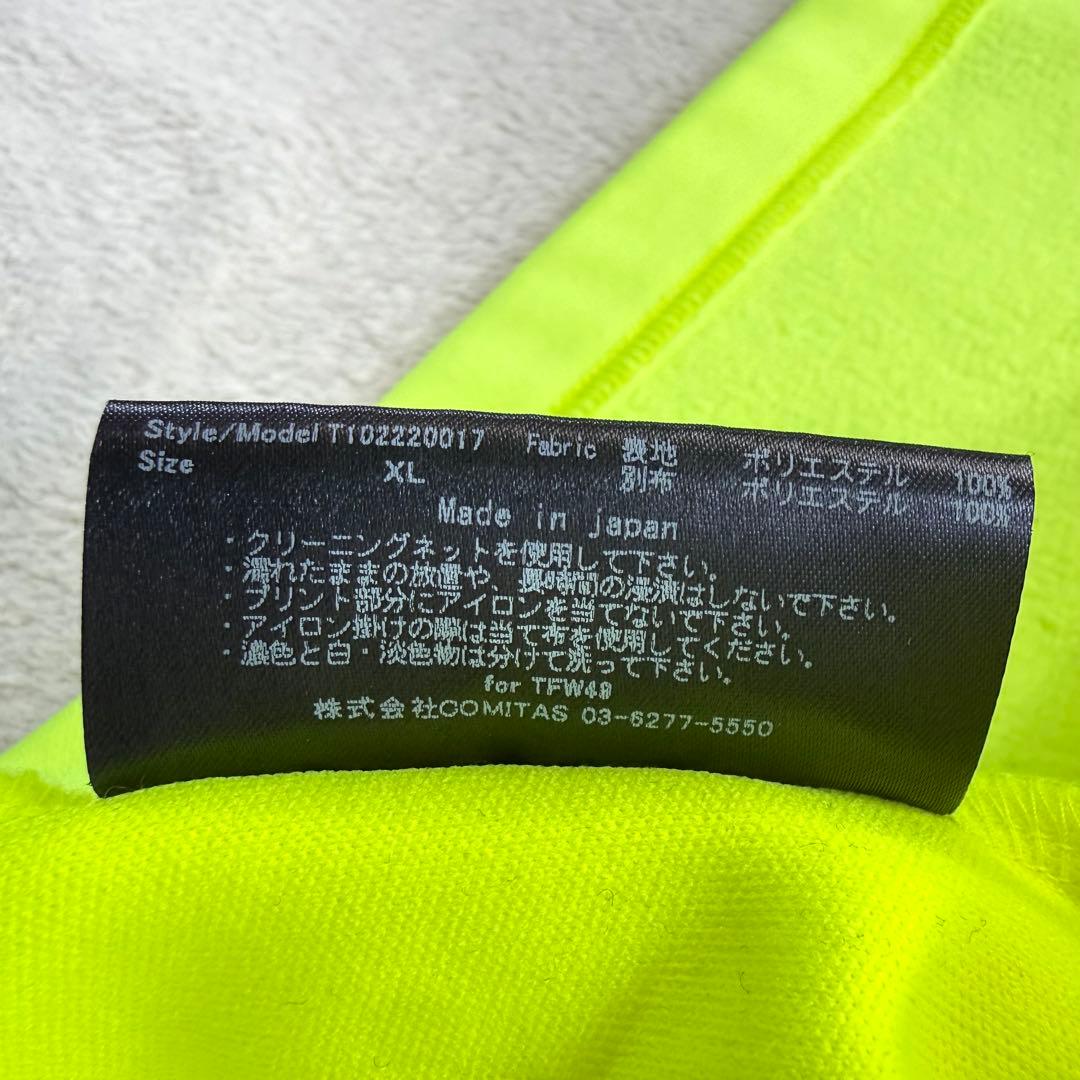 Style/Model T102220017 Fabric 表地 ポリエステル 100%
Size XL 別布 ポリエステル 100%
Made in japan
・クリーニングネットを使用して下さい。
・濡れたままの放置や、長時間の浸漬はしないで下さい。
・プリント部分にアイロンを当てないで下さい。
・アイロン掛けの際は当て布を使用してください。
・濃色と白・淡色物は分けて洗って下さい。
for TFW49
株式会社COMITAS 03-6277-5550